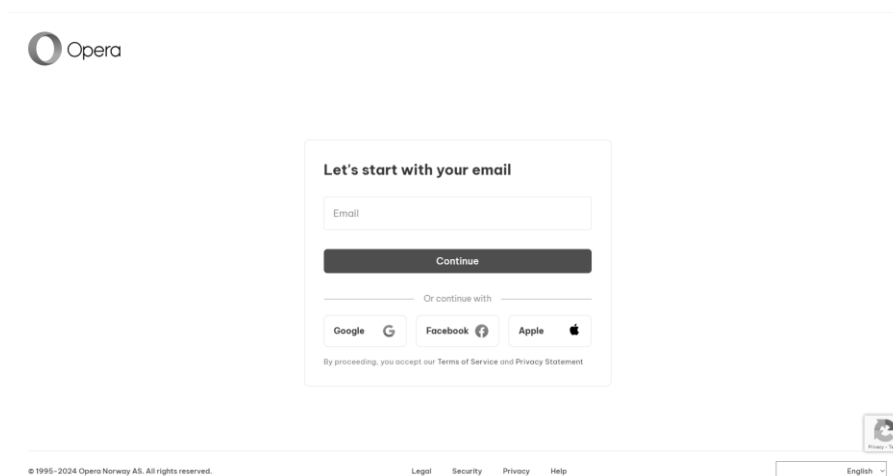 Opera
Let's start with your email
Email
Continue
Or continue with
Google
Facebook
Apple
By proceeding, you accept our Terms of Service and Privacy Statement
Privacy
© 1995-2024 Opera Norway AS. All rights reserved.
Legal
Security
Privacy
Help
English